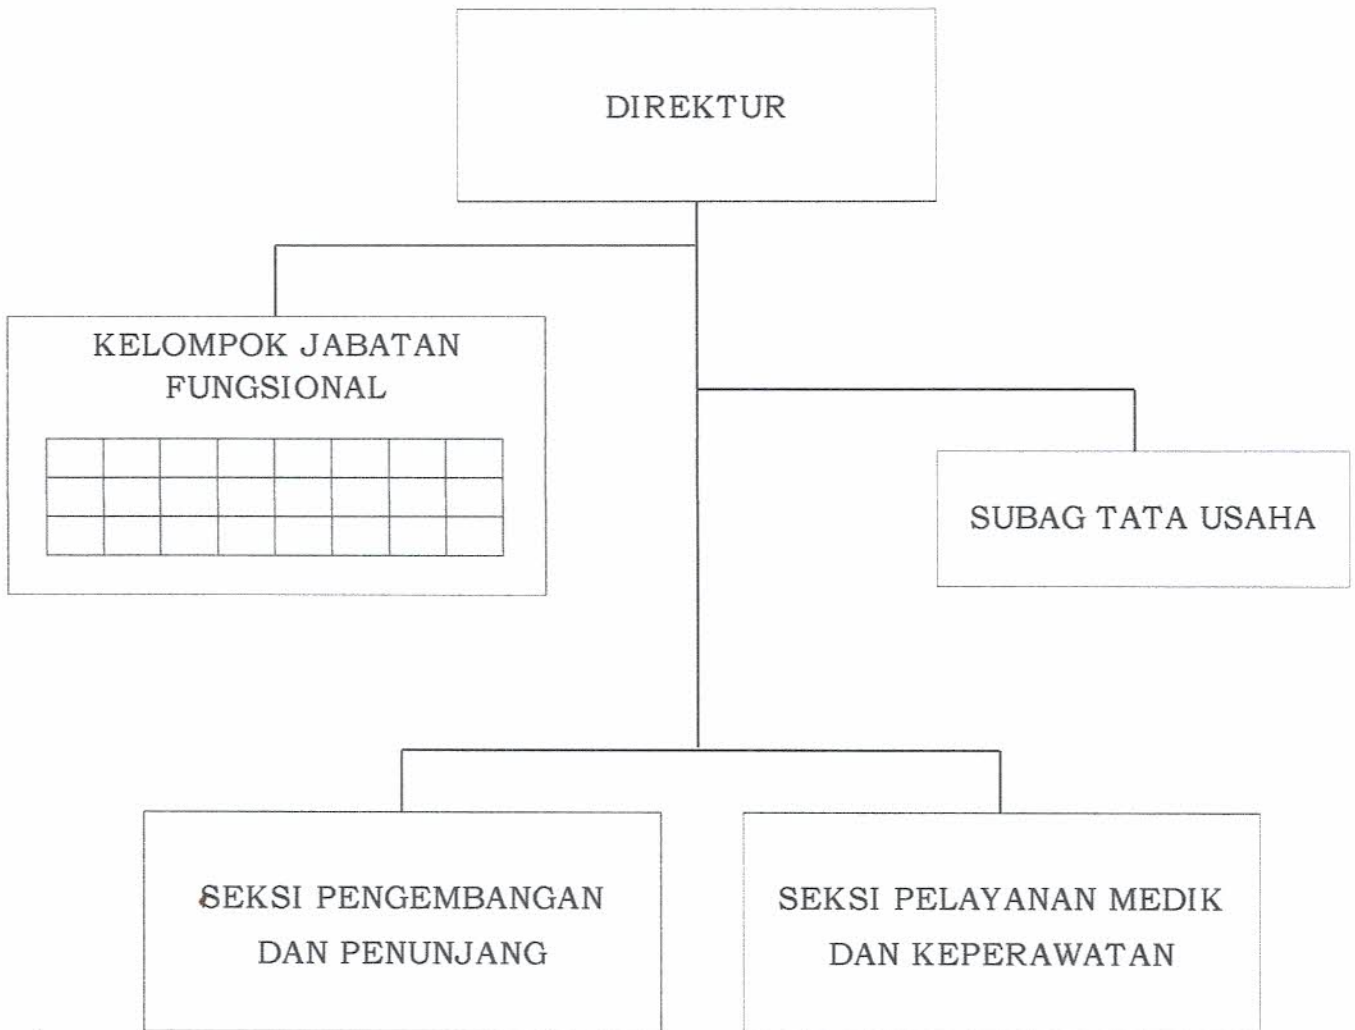 DIREKTUR
KELOMPOK JABATAN
FUNGSIONAL
SUBAG TATA USAHA
SEKSI PENGEMBANGAN
DAN PENUNJANG
SEKSI PELAYANAN MEDIK
DAN KEPERAWATAN